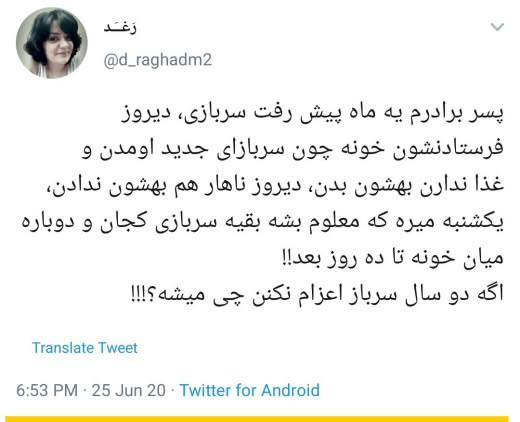 رَغـَـد
@d_raghadm2
پسر برادرم یه ماه پیش رفت سربازی، دیروز
فرستادنشون خونه چون سربازای جدید اومدن و
غذا ندارن بهشون بدن، دیروز ناهار هم بهشون ندادن،
یکشنبه میره که معلوم بشه بقیه سربازی کجان و دوباره
میان خونه تا ده روز بعد!!
اگه دو سال سرباز اعزام نکنن چی میشه؟!!!
Translate Tweet
6:53 PM · 25 Jun 20 · Twitter for Android